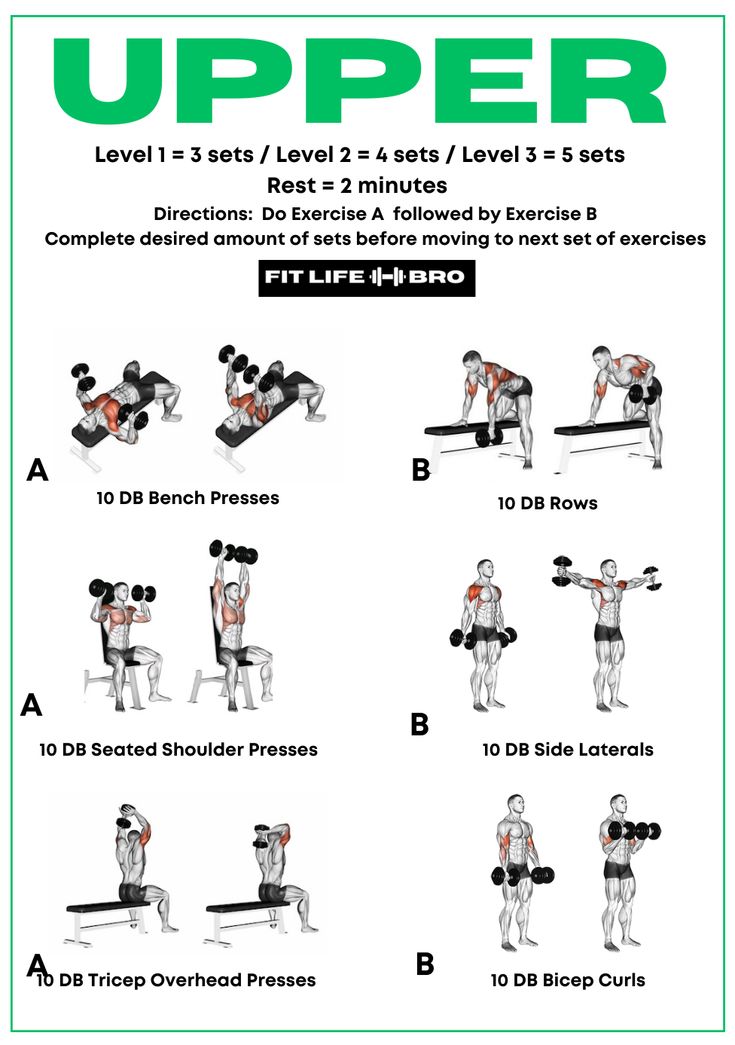 UPPER
Level 1 = 3 sets / Level 2 = 4 sets / Level 3 = 5 sets
Rest = 2 minutes
Directions: Do Exercise A followed by Exercise B
Complete desired amount of sets before moving to next set of exercises
FIT LIFE BRO
A
10 DB Bench Presses
B
10 DB Rows
A
10 DB Seated Shoulder Presses
B
10 DB Side Laterals
A
10 DB Tricep Overhead Presses
B
10 DB Bicep Curls